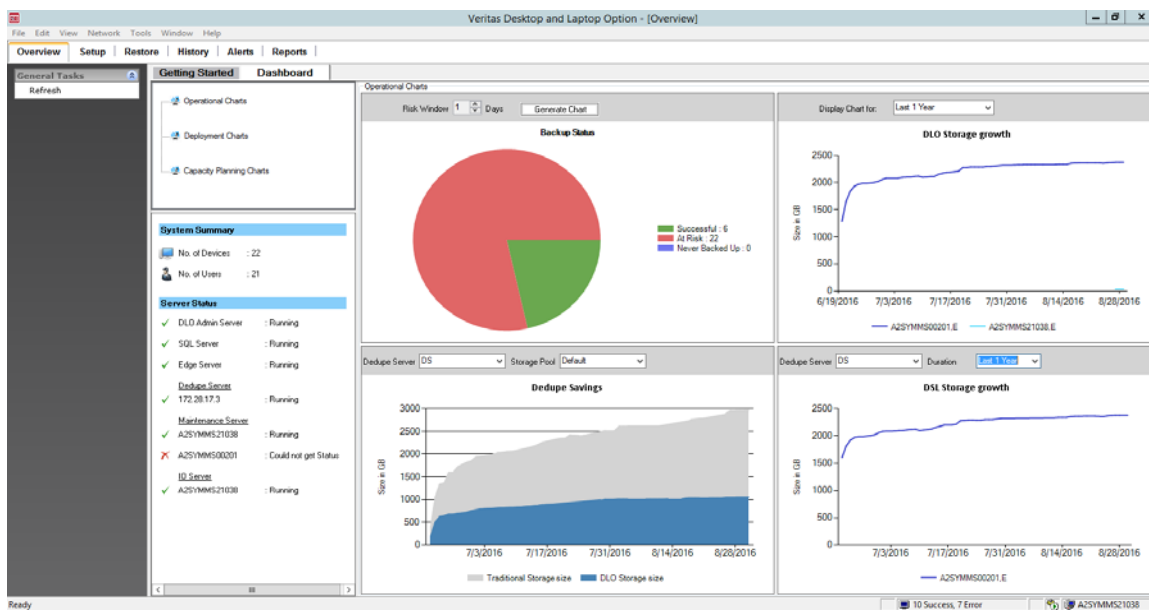 Veritas Desktop and Laptop Option - [Overview]
File Edit View Network Tools Window Help
Overview Setup Restore History Alerts Reports
General Tasks
Refresh
Getting Started Dashboard
Operational Charts
Deployment Charts
Capacity Planning Charts
System Summary
No. of Devices : 22
No. of Users : 21
Server Status
DLO Admin Server : Running
SQL Server : Running
Edge Server : Running
Dedupe Server
172.28.17.3 : Running
Maintenance Server
A2SYMMS21038 : Running
A2SYMMS00201 : Could not get Status
IO Server
A2SYMMS21038 : Running
Operational Charts
Risk Window 1 Days Generate Chart
Backup Status
Successful : 6
At Risk : 22
Never Backed Up : 0
Display Chart for: Last 1 Year
DLO Storage growth
Size in GB
2500
2000
1500
1000
500
0
6/19/2016 7/3/2016 7/17/2016 7/31/2016 8/14/2016 8/28/2016
A2SYMMS00201.E A2SYMMS21038.E
Dedupe Server DS Storage Pool Default
Dedupe Savings
Size in GB
3000
2500
2000
1500
1000
500
0
7/3/2016 7/17/2016 7/31/2016 8/14/2016 8/28/2016
Traditional Storage size DLO Storage size
Dedupe Server DS Duration Last 1 Year
DSL Storage growth
Size in GB
2500
2000
1500
1000
500
0
7/3/2016 7/17/2016 7/31/2016 8/14/2016 8/28/2016
A2SYMMS00201.E
Ready
10 Success, 7 Error
A2SYMMS21038